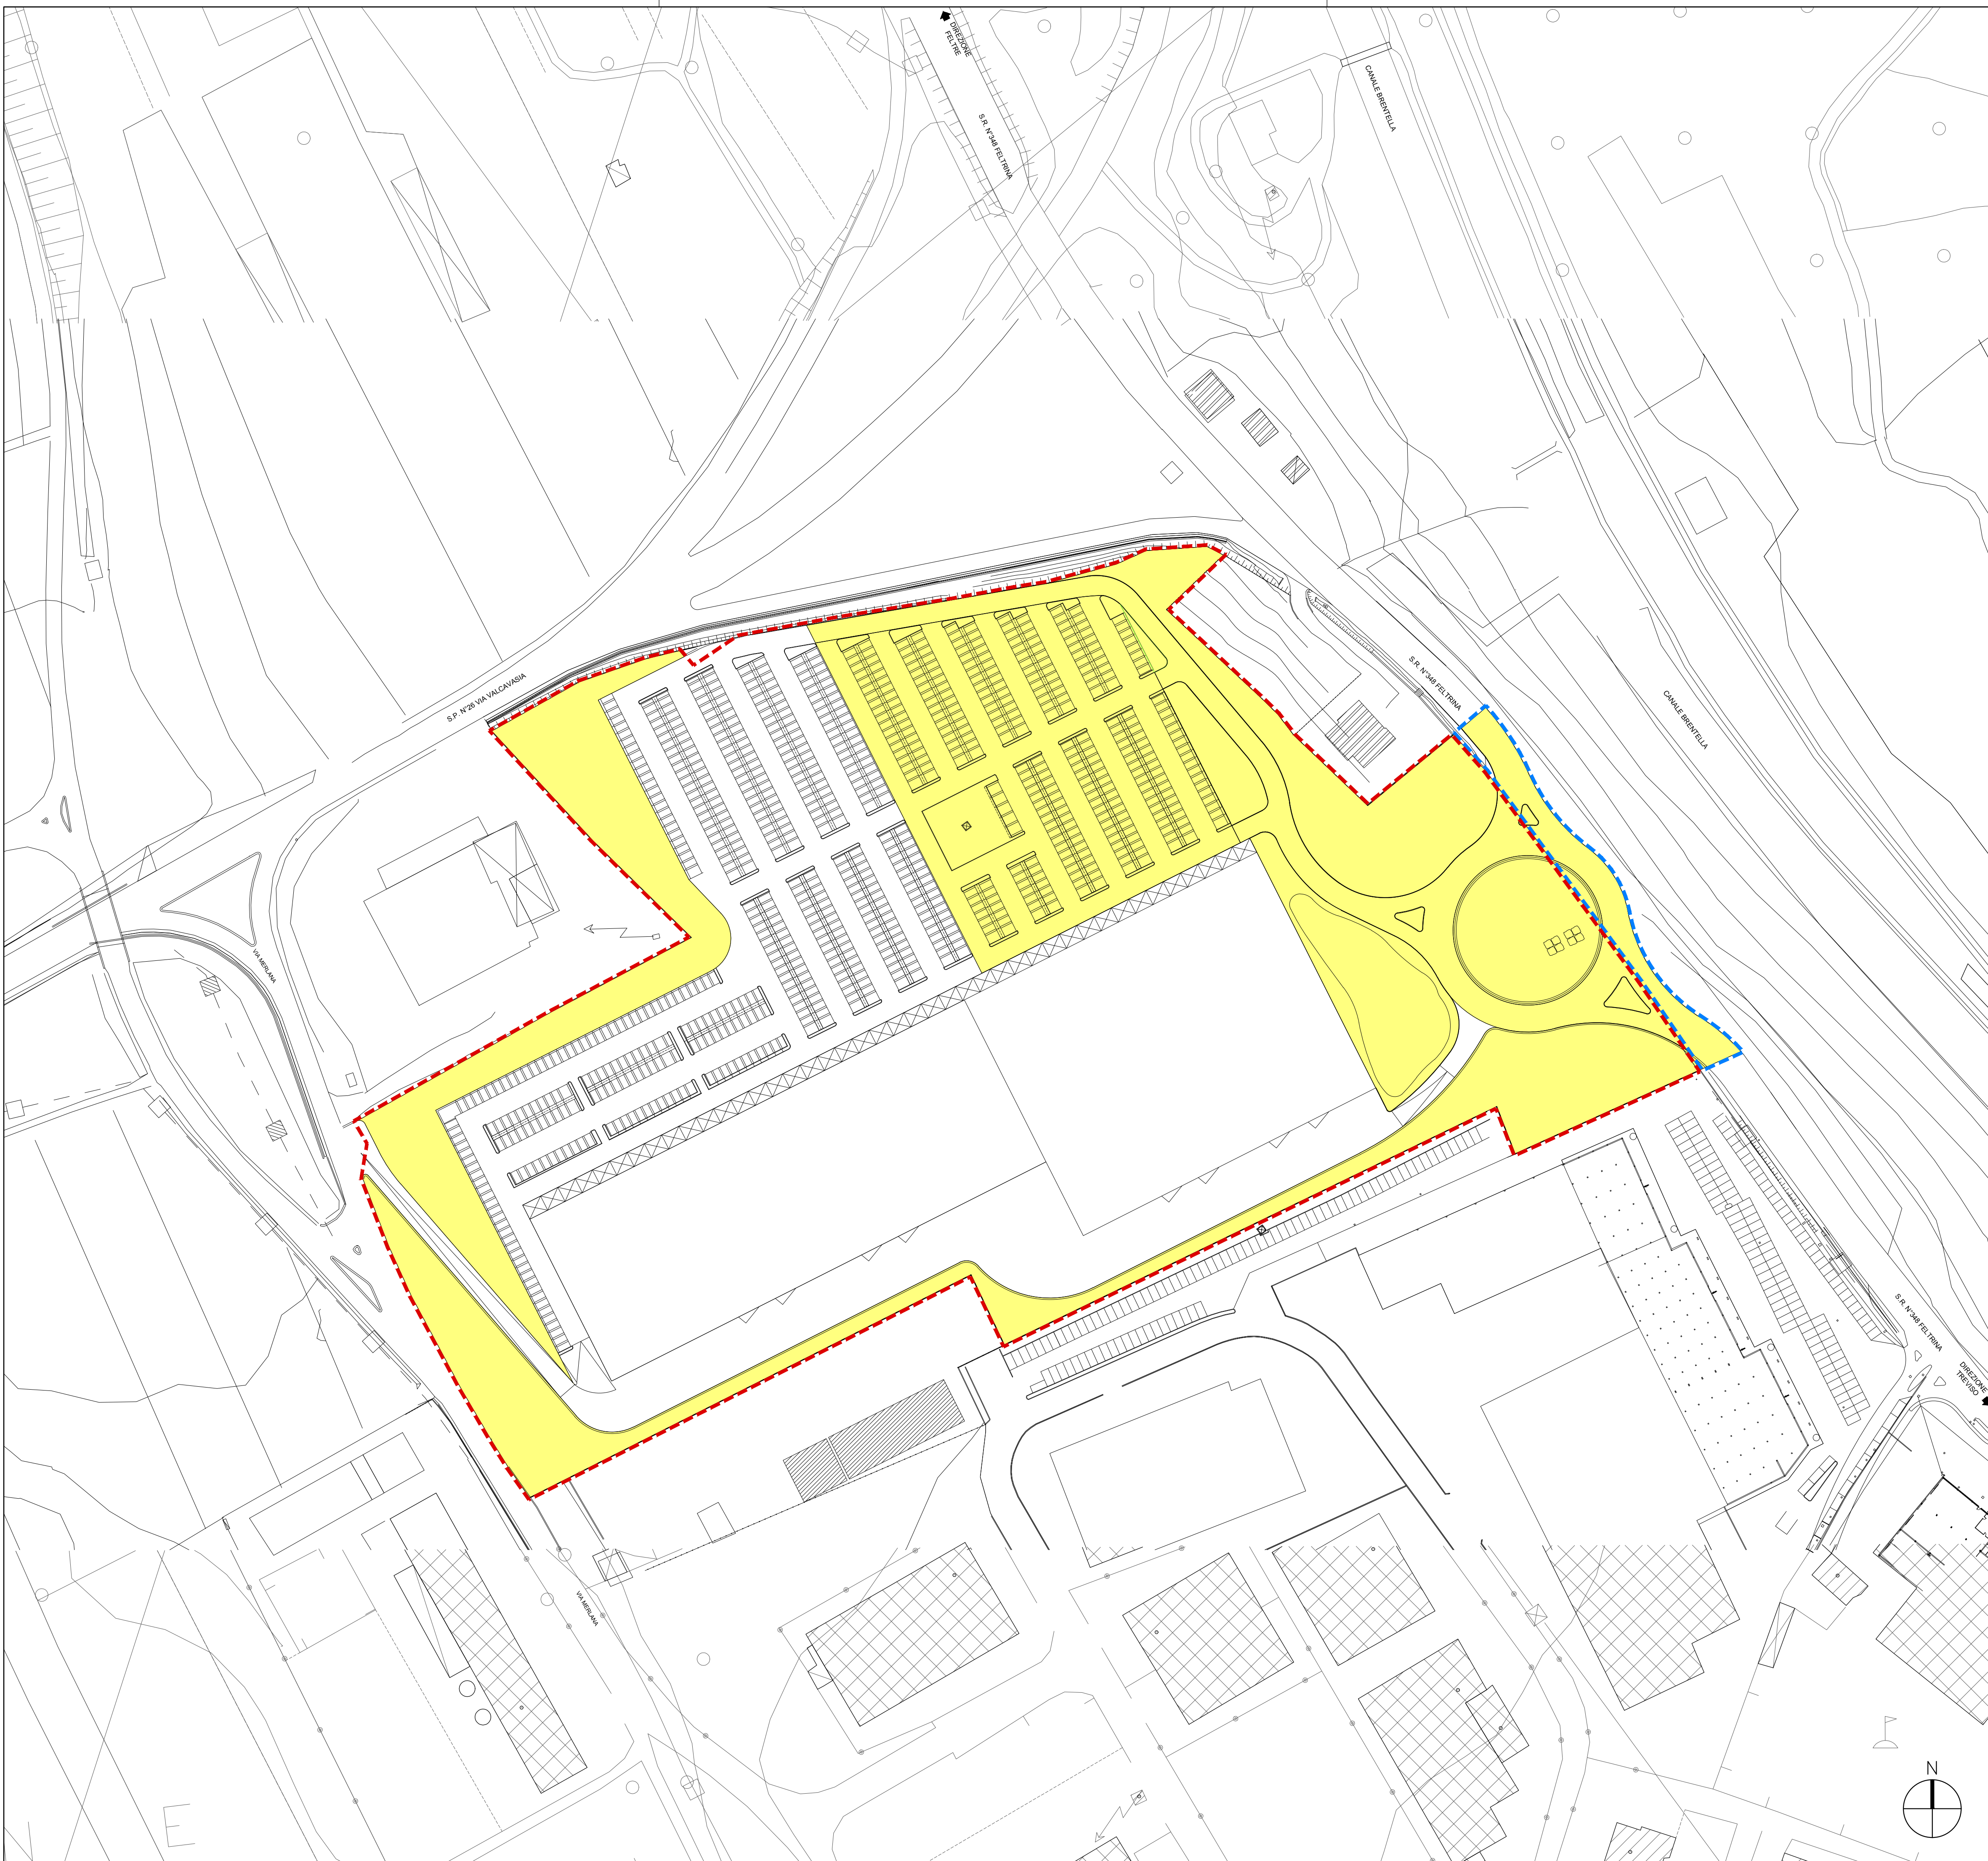 DIREZIONE
FELTRE
S.R. N°348 FELTRINA
CANALE BRENTELLA
S.P. N°26 VIA VALCAVASIA
S.R. N°348 FELTRINA
CANALE BRENTELLA
VIA MERLANA
S.R. N°348 FELTRINA
DIREZIONE
TREVISO
VIA MERLANA
N